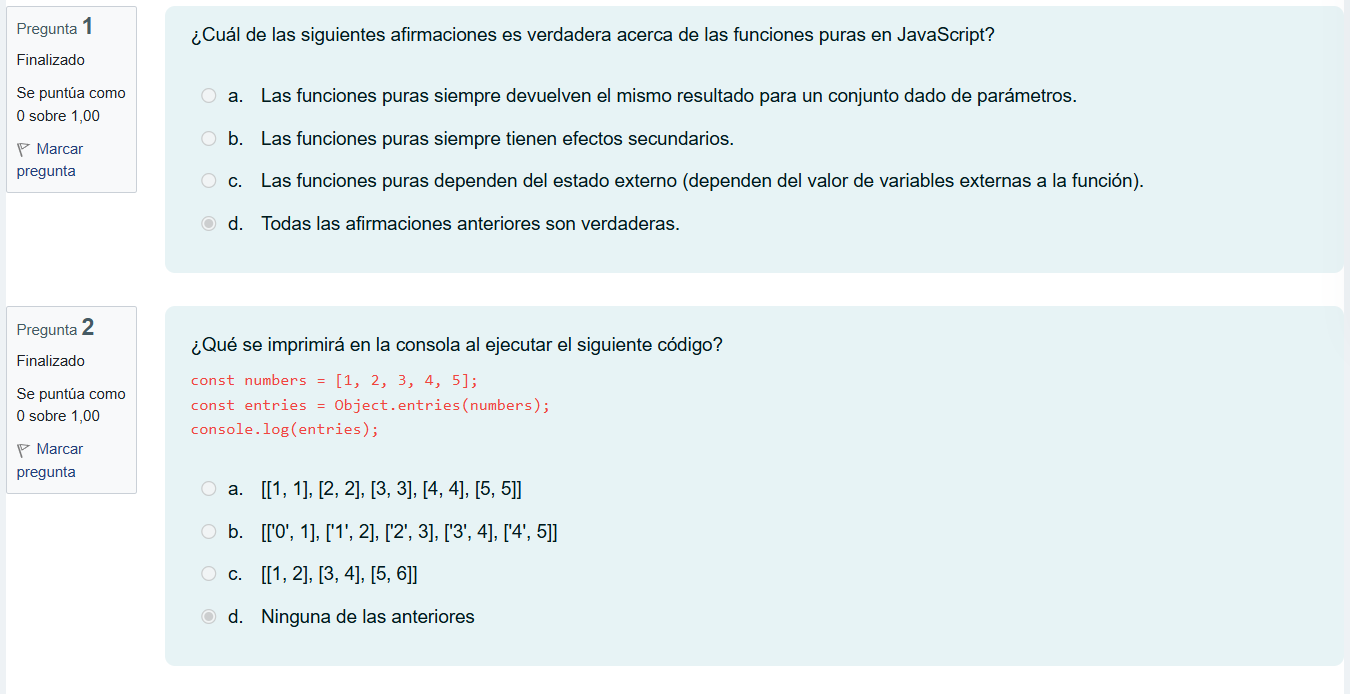 Pregunta 1
Finalizado
Se puntúa como
0 sobre 1,00
Marcar
pregunta
¿Cuál de las siguientes afirmaciones es verdadera acerca de las funciones puras en JavaScript?
a. Las funciones puras siempre devuelven el mismo resultado para un conjunto dado de parámetros.
b. Las funciones puras siempre tienen efectos secundarios.
c. Las funciones puras dependen del estado externo (dependen del valor de variables externas a la función).
d. Todas las afirmaciones anteriores son verdaderas.
Pregunta 2
Finalizado
Se puntúa como
0 sobre 1,00
Marcar
pregunta
¿Qué se imprimirá en la consola al ejecutar el siguiente código?
const numbers = [1, 2, 3, 4, 5];
const entries = Object.entries(numbers);
console.log(entries);
a. [[1, 1], [2, 2], [3, 3], [4, 4], [5, 5]]
b. [['0', 1], ['1', 2], ['2', 3], ['3', 4], ['4', 5]]
c. [[1, 2], [3, 4], [5, 6]]
d. Ninguna de las anteriores